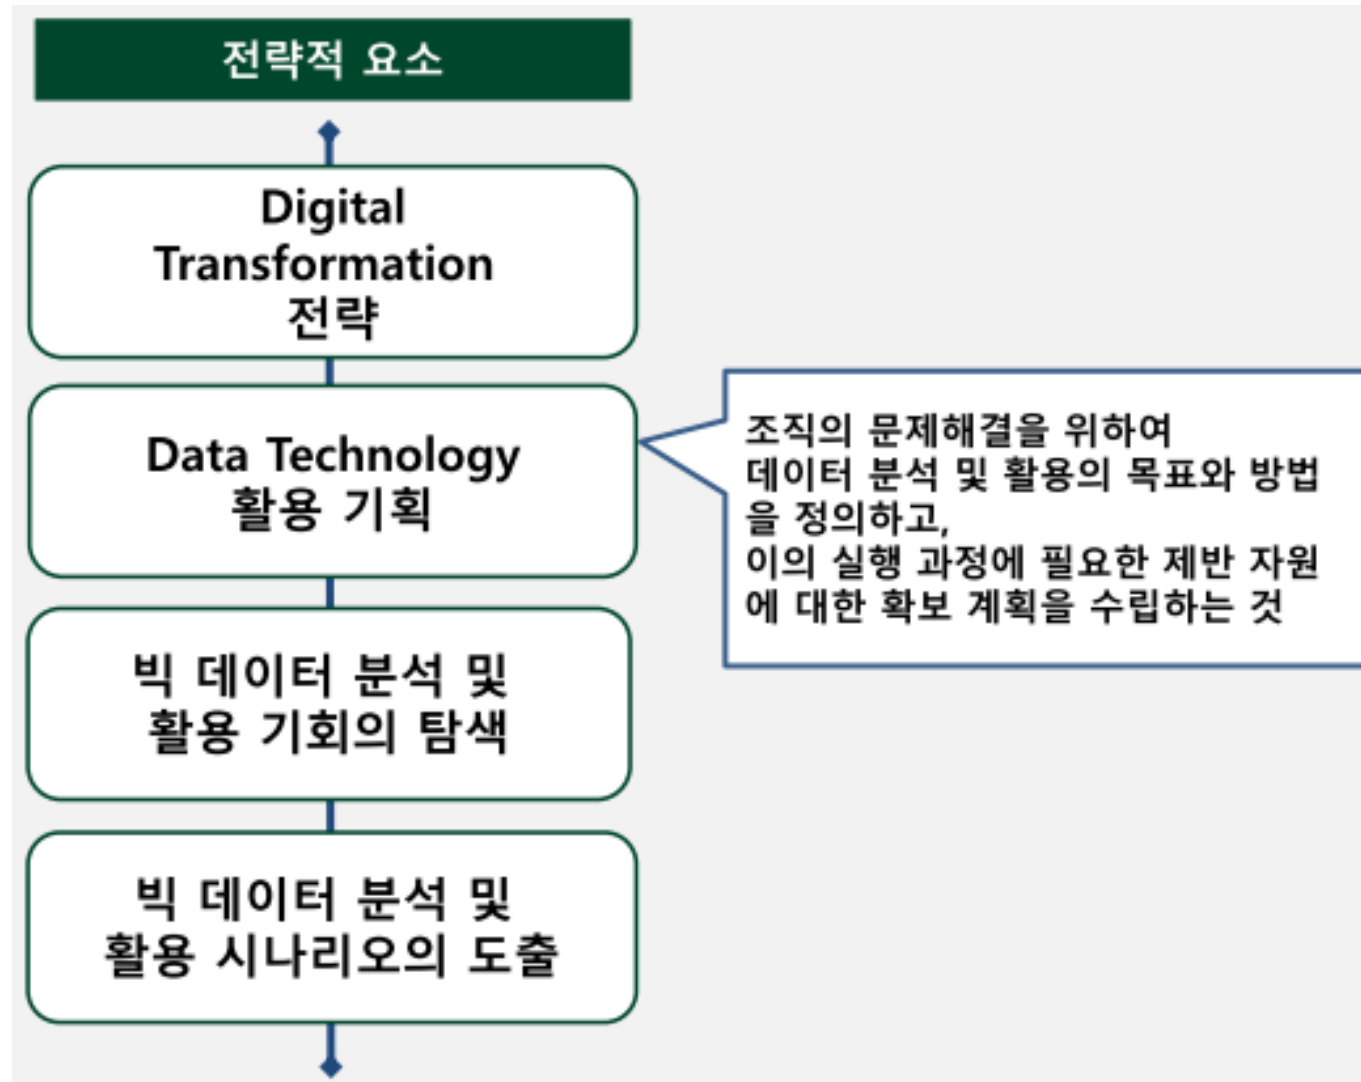 전략적 요소
Digital
Transformation
전략
Data Technology
활용 기획
조직의 문제해결을 위하여
데이터 분석 및 활용의 목표와 방법
을 정의하고,
이의 실행 과정에 필요한 제반 자원
에 대한 확보 계획을 수립하는 것
빅 데이터 분석 및
활용 기회의 탐색
빅 데이터 분석 및
활용 시나리오의 도출